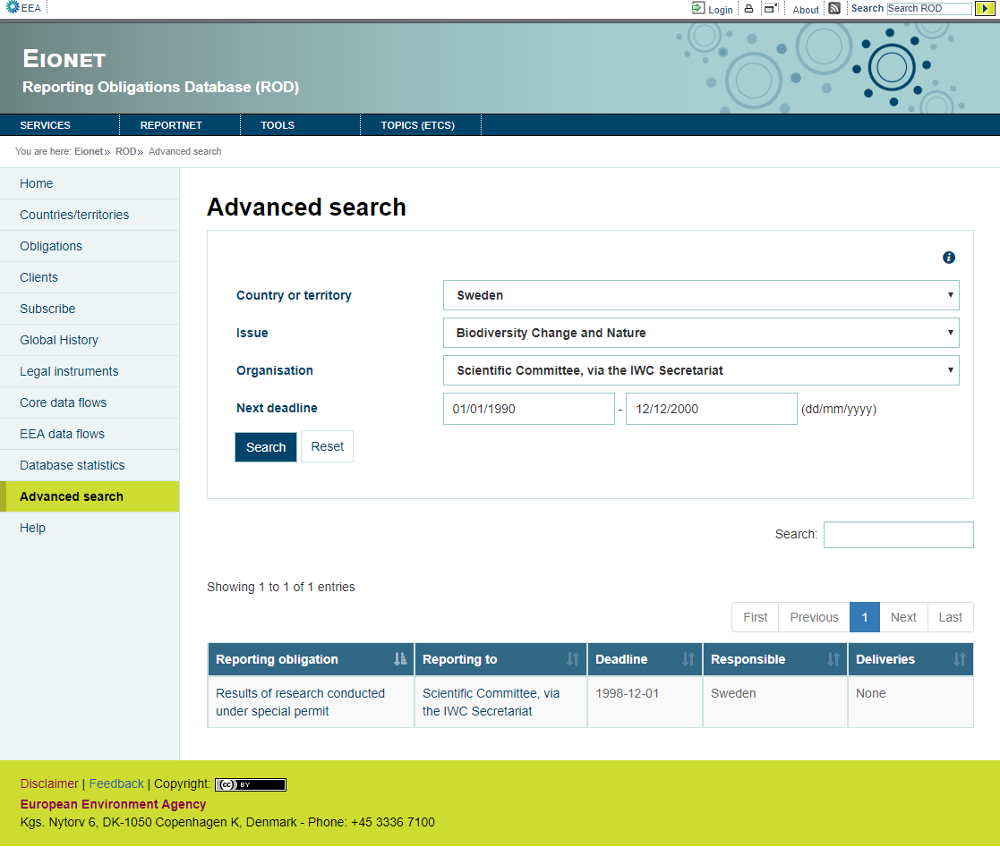 EEA Login About Search Search ROD
EIONET
Reporting Obligations Database (ROD)
SERVICES REPORTNET TOOLS TOPICS (ETCS)
You are here: Eionet» ROD» Advanced search
Home
Countries/territories
Obligations
Clients
Subscribe
Global History
Legal instruments
Core data flows
EEA data flows
Database statistics
Advanced search
Help
Advanced search
Country or territory Sweden
Issue Biodiversity Change and Nature
Organisation Scientific Committee, via the IWC Secretariat
Next deadline 01/01/1990 - 12/12/2000 (dd/mm/yyyy)
Search Reset
Search:
Showing 1 to 1 of 1 entries
First Previous 1 Next Last
Reporting obligation Reporting to Deadline Responsible Deliveries
Results of research conducted
under special permit
Scientific Committee, via
the IWC Secretariat
1998-12-01
Sweden
None
Disclaimer | Feedback | Copyright: (cc) BY
European Environment Agency
Kgs. Nytorv 6, DK-1050 Copenhagen K, Denmark - Phone: +45 3336 7100